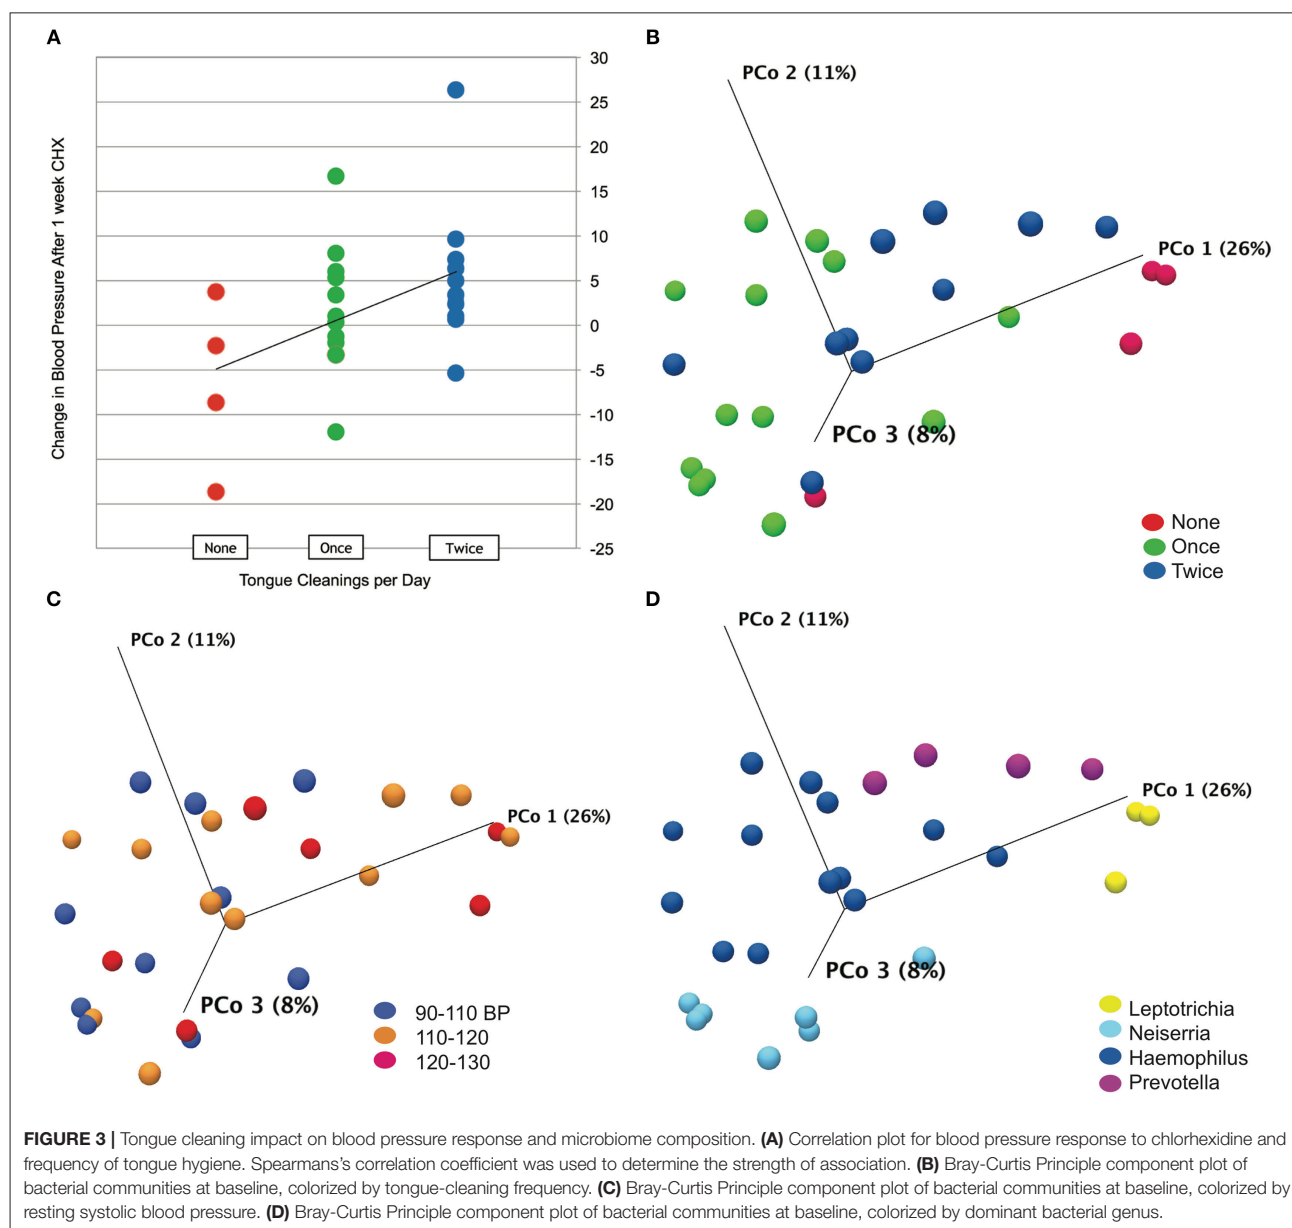 A
30
25
20
15
10
5
0
-5
-10
-15
-20
-25
Change in Blood Pressure After 1 week CHX
None
Once
Twice
Tongue Cleanings per Day
B
PCo 2 (11%)
PCo 1 (26%)
PCo 3 (8%)
None
Once
Twice
C
PCo 2 (11%)
PCo 1 (26%)
PCo 3 (8%)
90-110 BP
110-120
120-130
D
PCo 2 (11%)
PCo 1 (26%)
PCo 3 (8%)
Leptotrichia
Neiserria
Haemophilus
Prevotella
FIGURE 3 | Tongue cleaning impact on blood pressure response and microbiome composition. (A) Correlation plot for blood pressure response to chlorhexidine and
frequency of tongue hygiene. Spearmans's correlation coefficient was used to determine the strength of association. (B) Bray-Curtis Principle component plot of
bacterial communities at baseline, colorized by tongue-cleaning frequency. (C) Bray-Curtis Principle component plot of bacterial communities at baseline, colorized by
resting systolic blood pressure. (D) Bray-Curtis Principle component plot of bacterial communities at baseline, colorized by dominant bacterial genus.